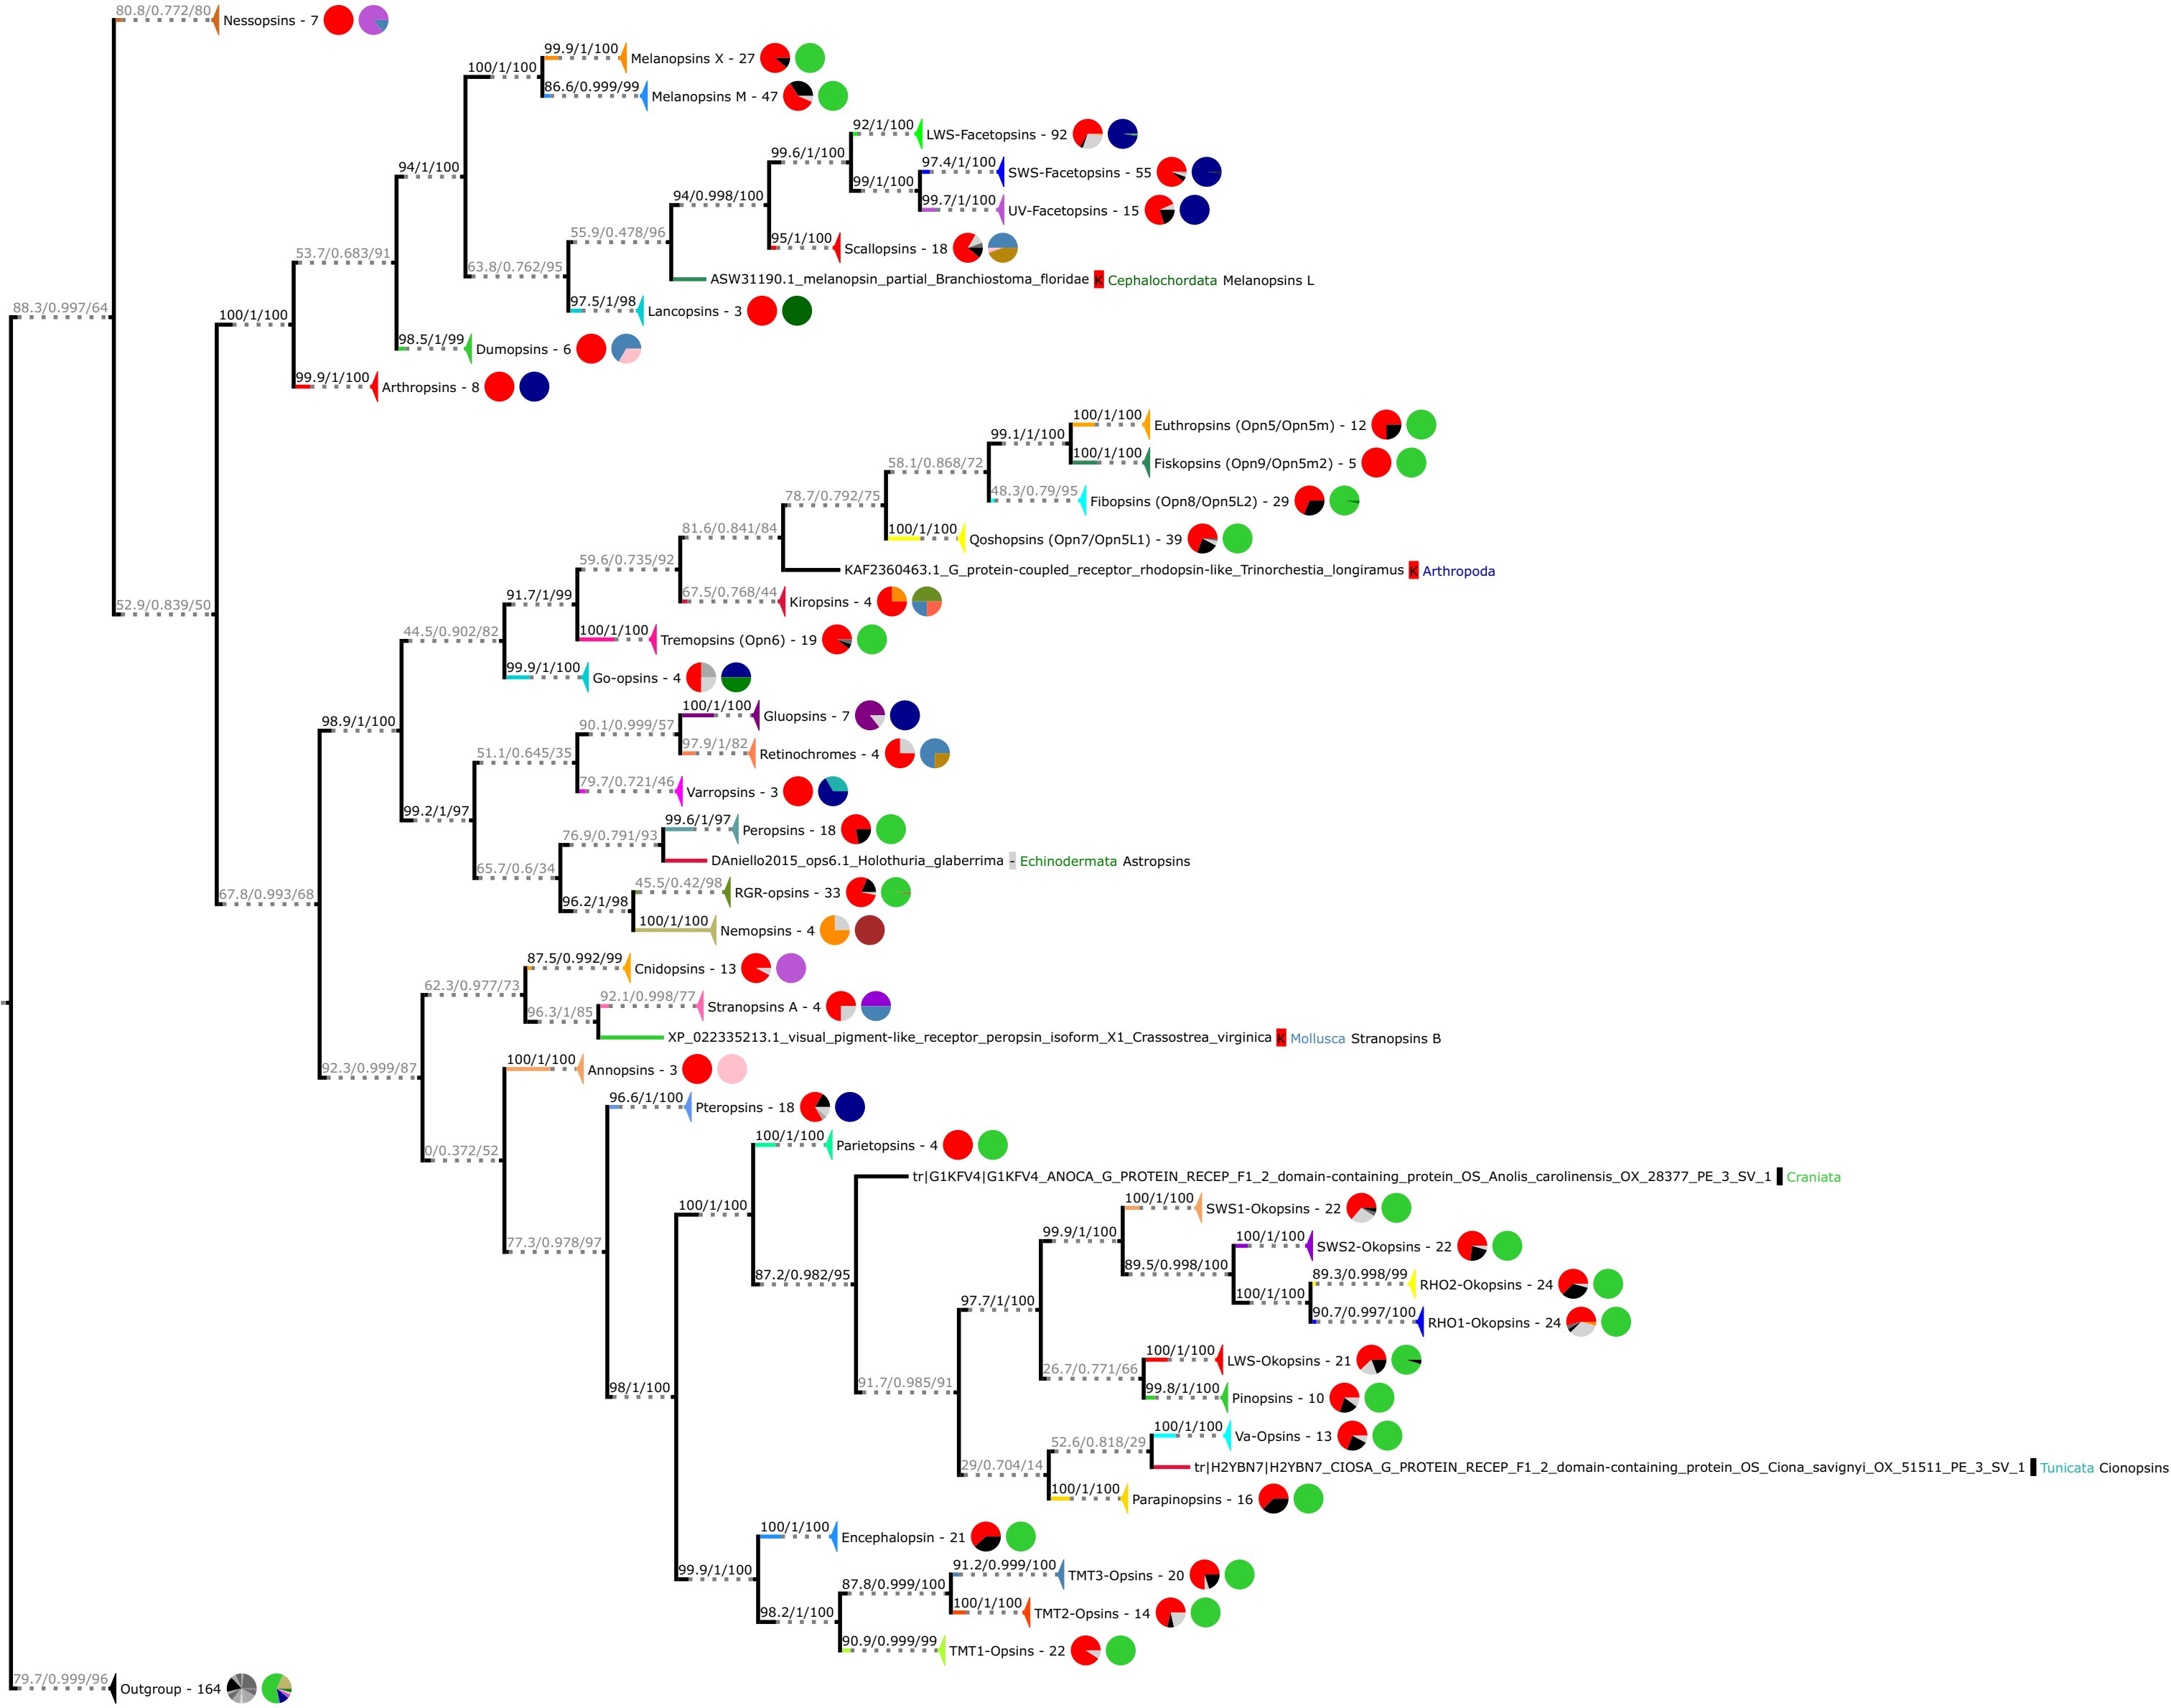 80.8/0.772/80
Nessopsins - 7
99.9/1/100
Melanopsins X - 27
100/1/100
86.6/0.999/99
Melanopsins M - 47
92/1/100
LWS-Facetopsins - 92
99.6/1/100
97.4/1/100
SWS-Facetopsins - 55
94/1/100
99/1/100
99.7/1/100
UV-Facetopsins - 15
94/0.998/100
55.9/0.478/96
95/1/100
Scallopsins - 18
53.7/0.683/91
63.8/0.762/95
ASW31190.1_melanopsin_partial_Branchiostoma_floridae K Cephalochordata Melanopsins L
88.3/0.997/64
100/1/100
97.5/1/98
Lancopsins - 3
98.5/1/99
Dumopsins - 6
99.9/1/100
Arthropsins - 8
100/1/100
Euthropsins (Opn5/Opn5m) - 12
99.1/1/100
100/1/100
Fiskopsins (Opn9/Opn5m2) - 5
58.1/0.868/72
48.3/0.79/95
Fibopsins (Opn8/Opn5L2) - 29
78.7/0.792/75
81.6/0.841/84
100/1/100
Qoshopsins (Opn7/Opn5L1) - 39
59.6/0.735/92
KAF2360463.1_G_protein-coupled_receptor_rhodopsin-like_Trinorchestia_longiramus K Arthropoda
52.9/0.839/50
91.7/1/99
67.5/0.768/44
Kiropsins - 4
44.5/0.902/82
100/1/100
Tremopsins (Opn6) - 19
99.9/1/100
Go-opsins - 4
98.9/1/100
100/1/100
Gluopsins - 7
90.1/0.999/57
97.9/1/82
Retinochromes - 4
51.1/0.645/35
79.7/0.721/46
Varropsins - 3
99.2/1/97
99.6/1/97
Peropsins - 18
76.9/0.791/93
DAniello2015_ops6.1_Holothuria_glaberrima - Echinodermata Astropsins
65.7/0.6/34
45.5/0.42/98
RGR-opsins - 33
67.8/0.993/68
96.2/1/98
100/1/100
Nemopsins - 4
87.5/0.992/99
Cnidopsins - 13
62.3/0.977/73
92.1/0.998/77
Stranopsins A - 4
96.3/1/85
XP_022335213.1_visual_pigment-like_receptor_peropsin_isoform_X1_Crassostrea_virginica K Mollusca Stranopsins B
92.3/0.999/87
100/1/100
Annopsins - 3
96.6/1/100
Pteropsins - 18
0/0.372/52
100/1/100
Parietopsins - 4
tr|G1KFV4|G1KFV4_ANOCA_G_PROTEIN_RECEP_F1_2_domain-containing_protein_OS_Anolis_carolinensis_OX_28377_PE_3_SV_1 Craniata
100/1/100
100/1/100
SWS1-Okopsins - 22
77.3/0.978/97
99.9/1/100
100/1/100
SWS2-Okopsins - 22
87.2/0.982/95
89.5/0.998/100
89.3/0.998/99
RHO2-Okopsins - 24
97.7/1/100
100/1/100
90.7/0.997/100
RHO1-Okopsins - 24
26.7/0.771/66
100/1/100
LWS-Okopsins - 21
98/1/100
91.7/0.985/91
99.8/1/100
Pinopsins - 10
100/1/100
Va-Opsins - 13
52.6/0.818/29
29/0.704/14
tr|H2YBN7|H2YBN7_CIOSA_G_PROTEIN_RECEP_F1_2_domain-containing_protein_OS_Ciona_savignyi_OX_51511_PE_3_SV_1 Tunicata Cionopsins
100/1/100
Parapinopsins - 16
100/1/100
Encephalopsin - 21
99.9/1/100
91.2/0.999/100
TMT3-Opsins - 20
87.8/0.999/100
98.2/1/100
100/1/100
TMT2-Opsins - 14
90.9/0.999/99
TMT1-Opsins - 22
79.7/0.999/96
Outgroup - 164